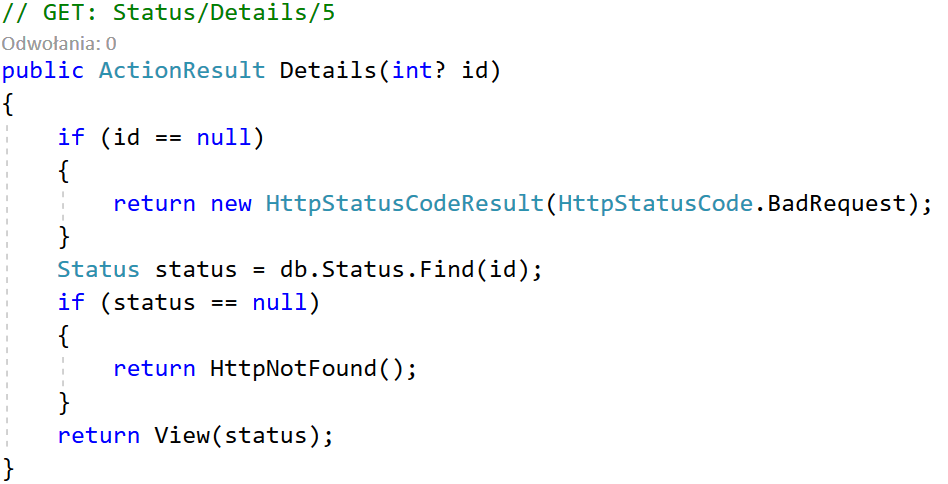 // GET: Status/Details/5
Odwołania: 0
public ActionResult Details(int? id)
{
    if (id == null)
    {
        return new HttpStatusCodeResult(HttpStatusCode.BadRequest);
    }
    Status status = db.Status.Find(id);
    if (status == null)
    {
        return HttpNotFound();
    }
    return View(status);
}